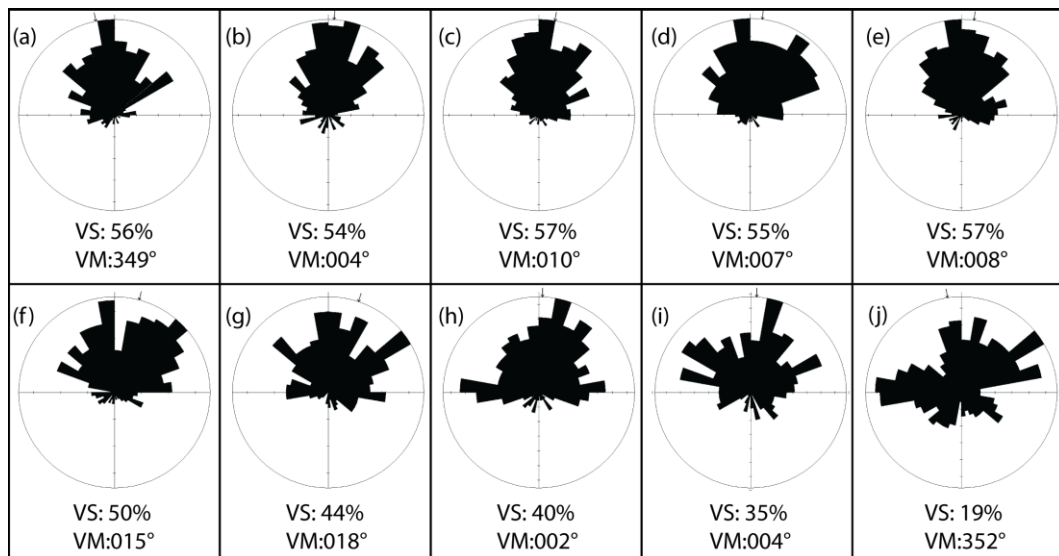 (a)
VS: 56%
VM:349°
(b)
VS: 54%
VM:004°
(c)
VS: 57%
VM:010°
(d)
VS: 55%
VM:007°
(e)
VS: 57%
VM:008°
(f)
VS: 50%
VM:015°
(g)
VS: 44%
VM:018°
(h)
VS: 40%
VM:002°
(i)
VS: 35%
VM:004°
(j)
VS: 19%
VM:352°